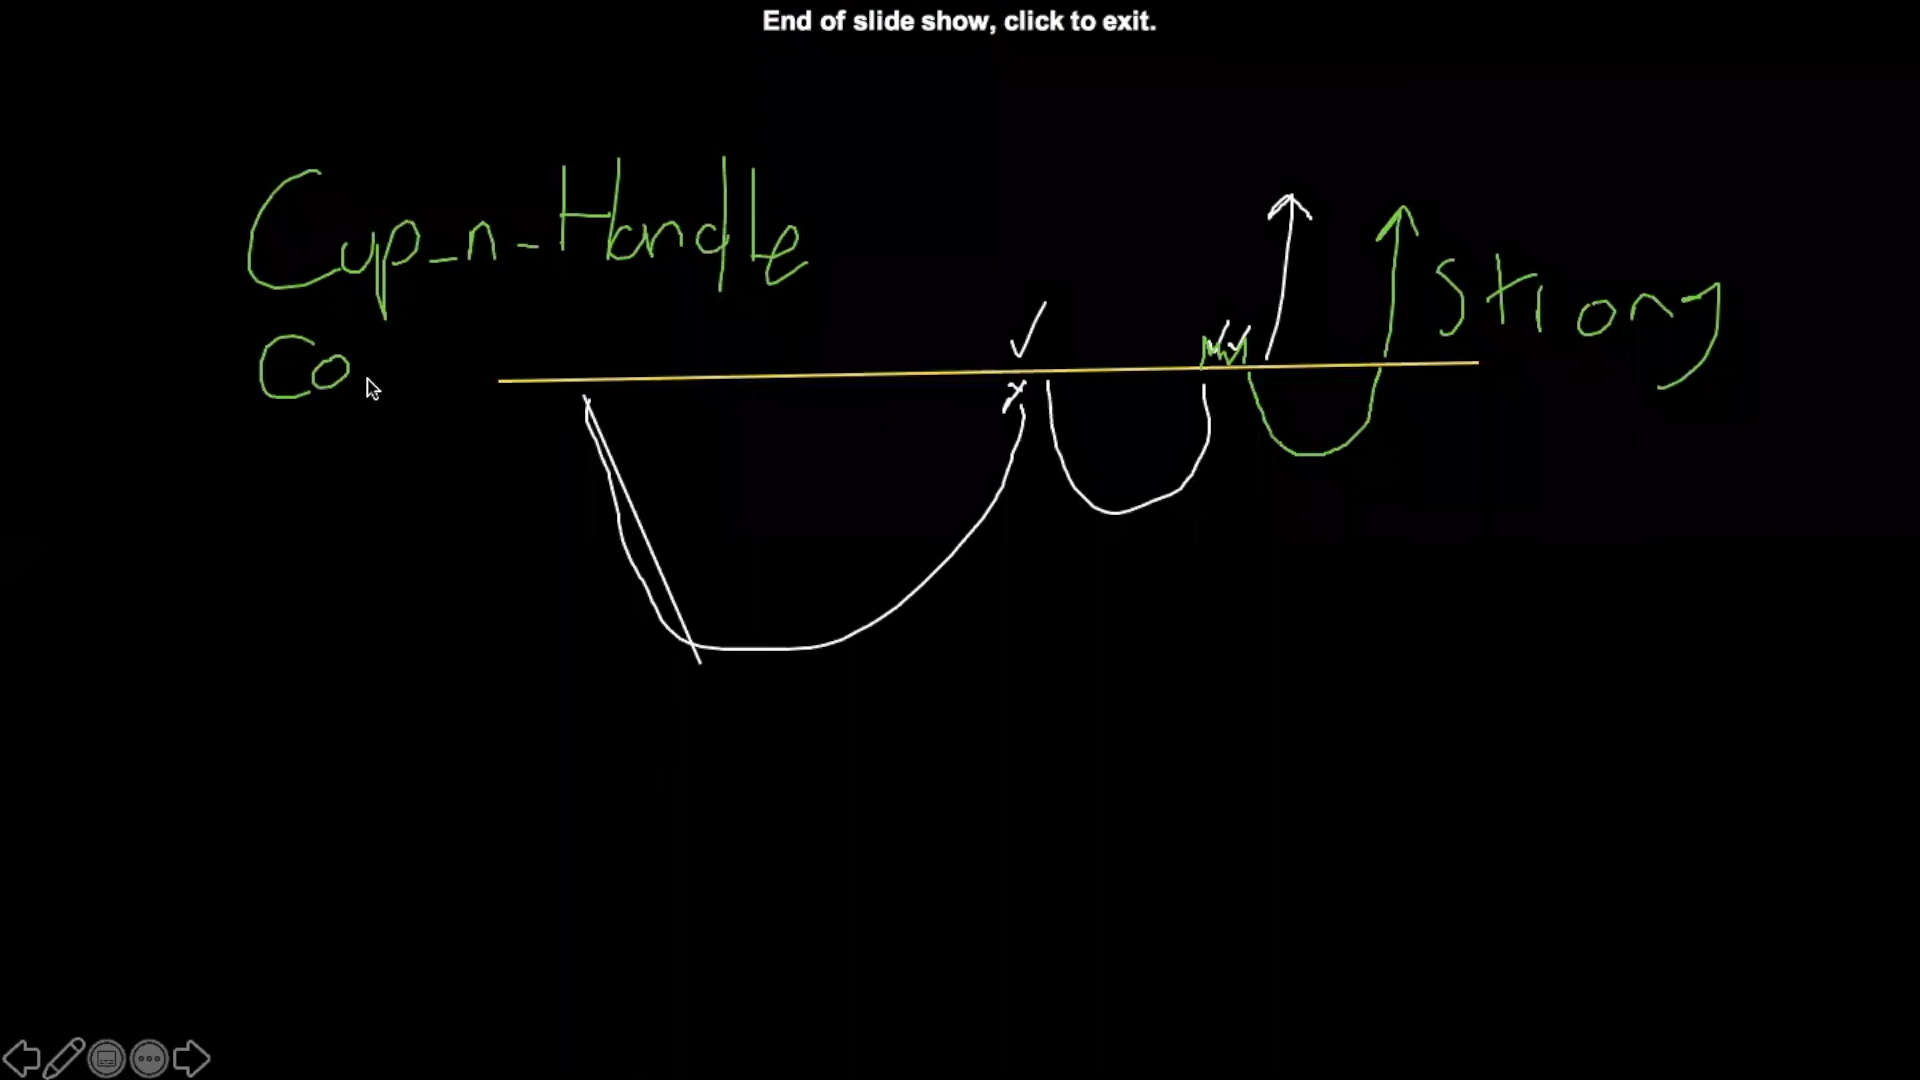 End of slide show, click to exit.
Cup-n-Handle
Strong
Co